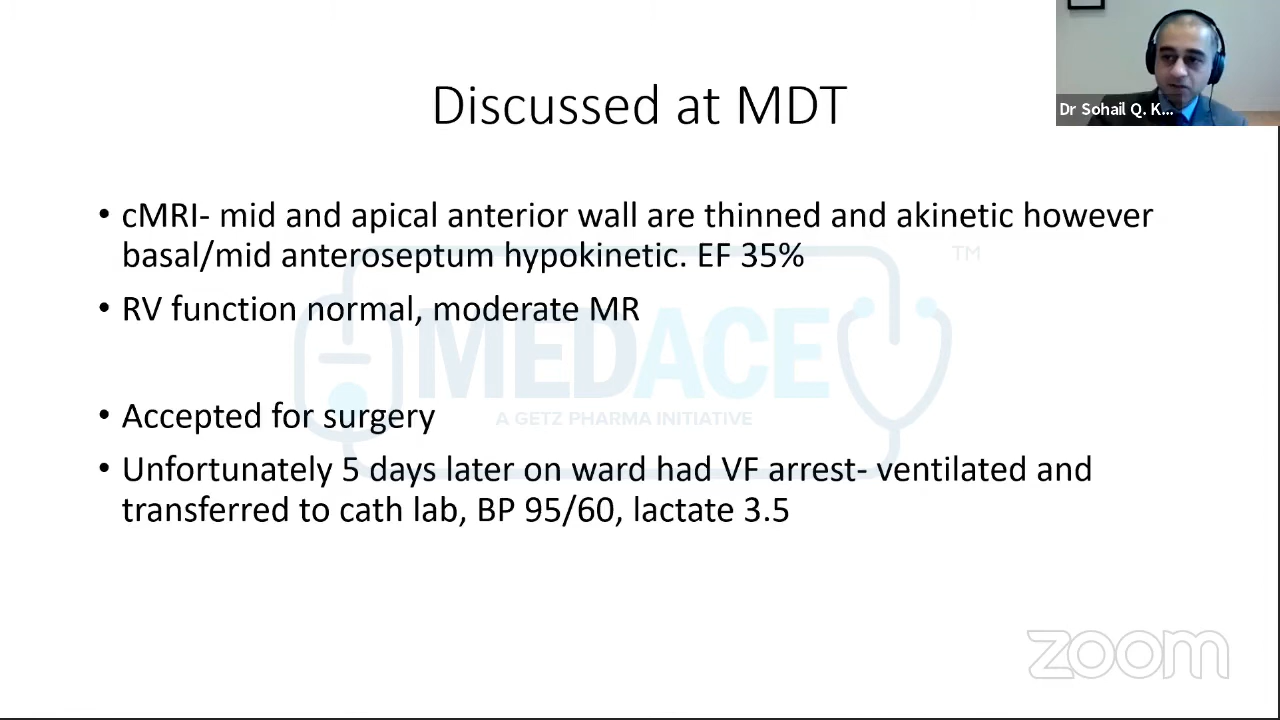 Dr Sohail Q. K...
Discussed at MDT
• cMRI- mid and apical anterior wall are thinned and akinetic however
basal/mid anteroseptum hypokinetic. EF 35%
• RV function normal, moderate MR
• Accepted for surgery
• Unfortunately 5 days later on ward had VF arrest- ventilated and
transferred to cath lab, BP 95/60, lactate 3.5
MEDACE
TM
A GETZ PHARMA INITIATIVE
zoom